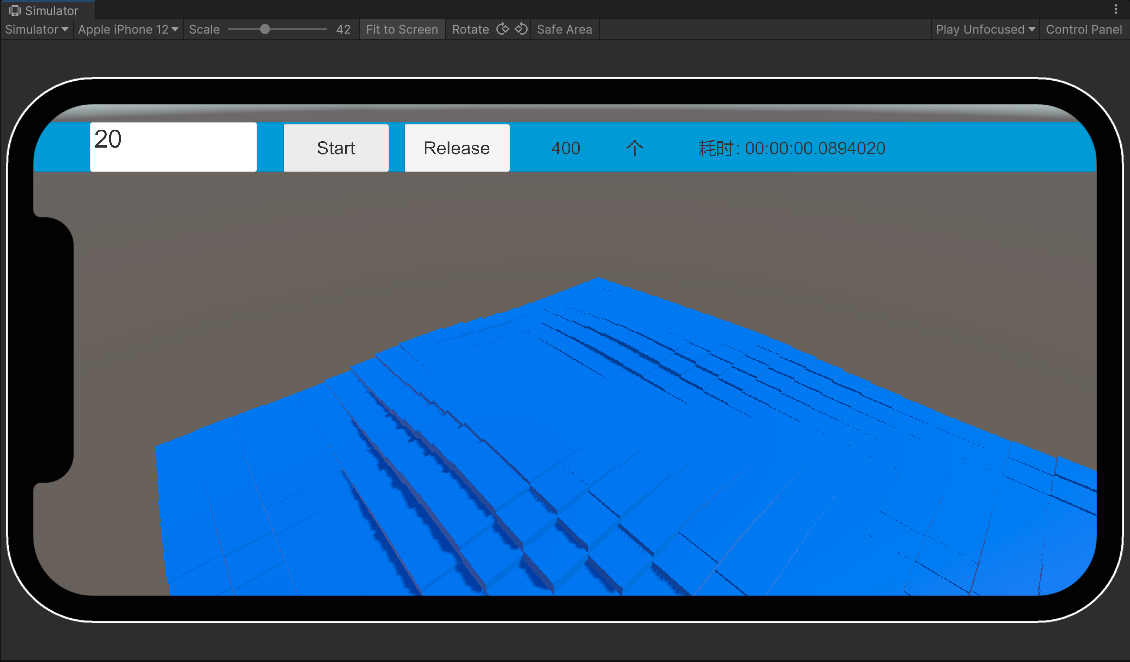 Simulator
Simulator Apple iPhone 12 Scale 42 Fit to Screen Rotate Safe Area Play Unfocused Control Panel
20 Start Release 400 个 耗时: 00:00:00.0894020